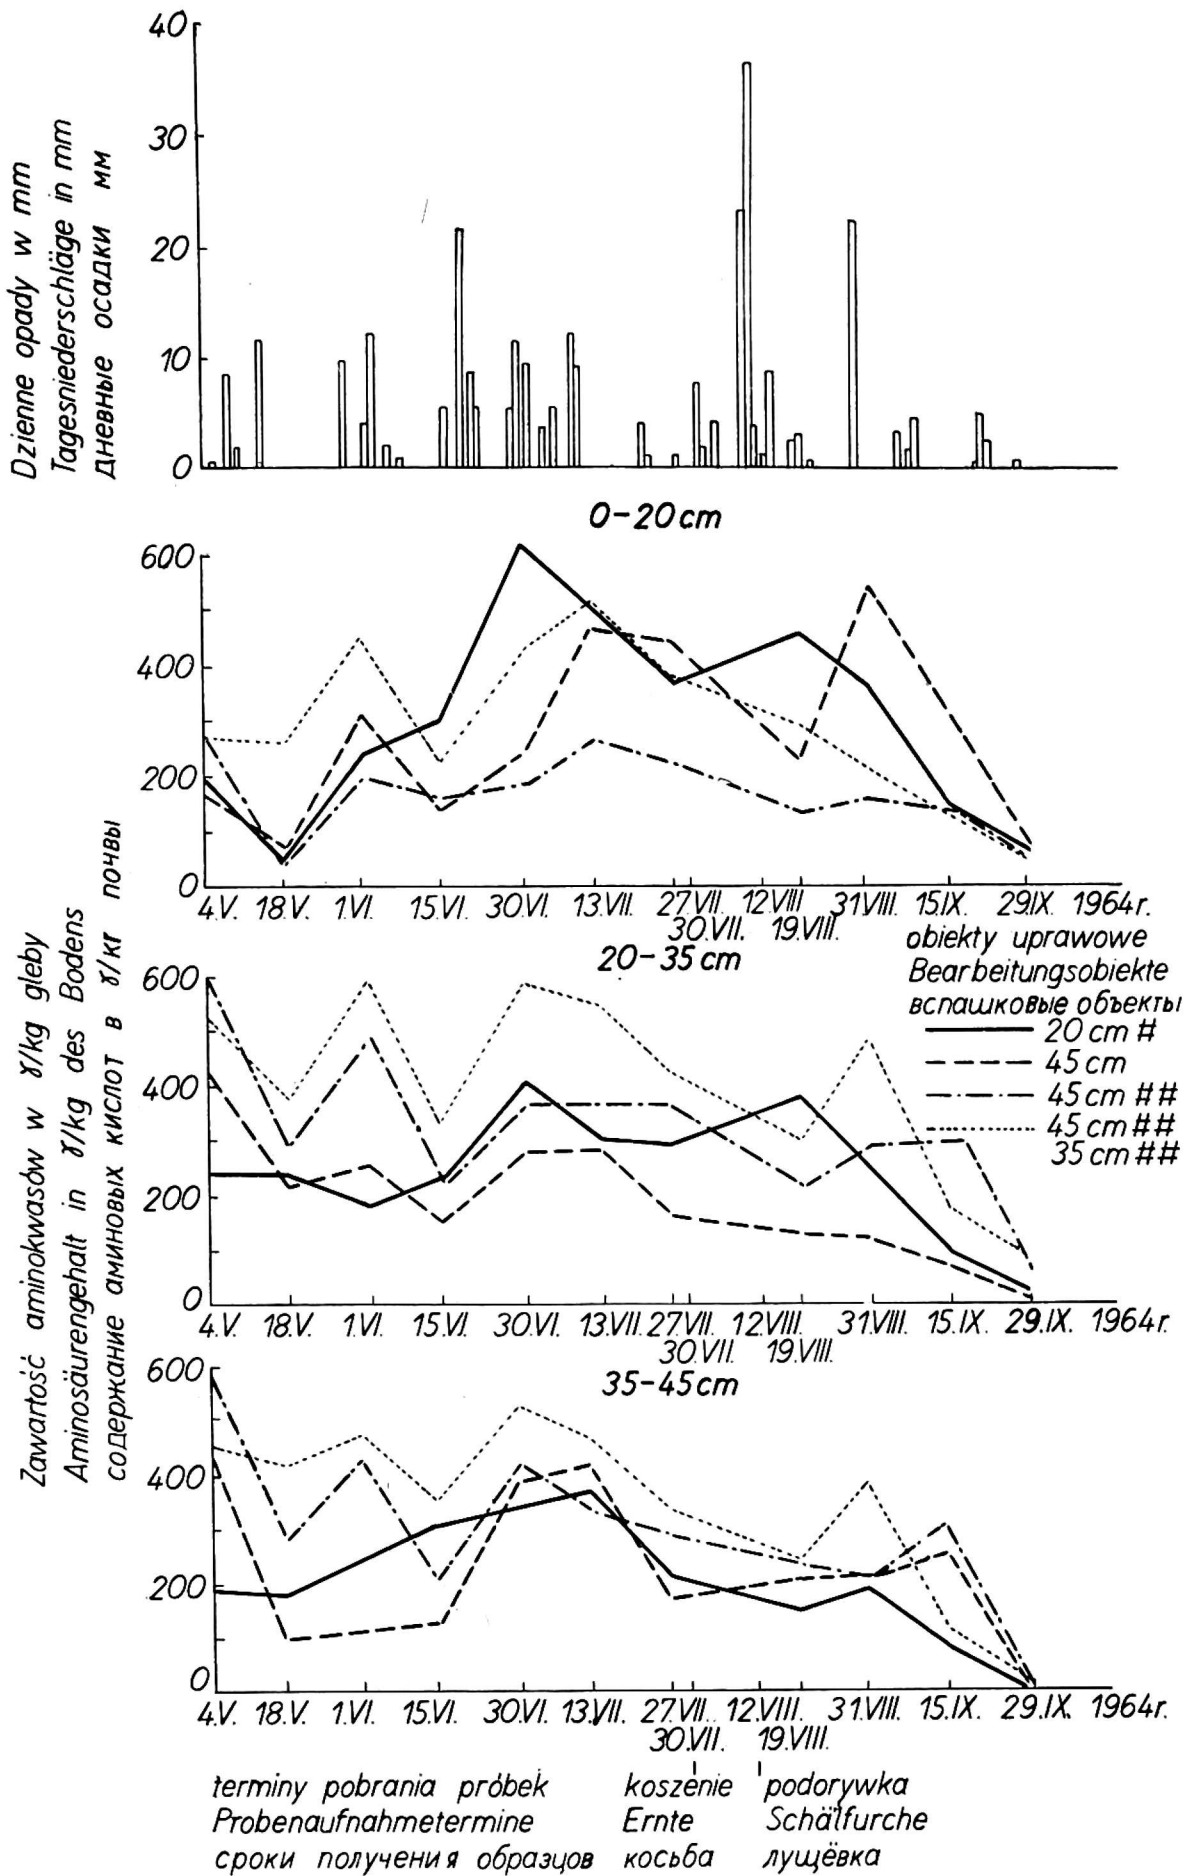 Dzienne opady w mm
Tagesniederschläge in mm
дневные осадки мм
40
30
20
10
0
0-20 cm
600
400
200
0
4.V. 18.V. 1.VI. 15.VI. 30.VI. 13.VII. 27.VII. 12.VIII. 31.VIII. 15.IX. 29.IX. 1964r.
30.VII. 19.VIII.
Zawartość aminokwasów w γ/kg gleby
Aminosäurengehalt in γ/kg des Bodens
содержание аминовых кислот в γ/кг почвы
obiekty uprawowe
Bearbeitungsobiekte
вспашковые объекты
20 cm #
45 cm
45 cm ##
45 cm ##
35 cm ##
20-35 cm
600
400
200
0
4.V. 18.V. 1.VI. 15.VI. 30.VI. 13.VII. 27.VII. 12.VIII. 31.VIII. 15.IX. 29.IX. 1964r.
30.VII. 19.VIII.
35-45 cm
600
400
200
0
4.V. 18.V. 1.VI. 15.VI. 30.VI. 13.VII. 27.VII. 12.VIII. 31.VIII. 15.IX. 29.IX. 1964r.
30.VII. 19.VIII.
terminy pobrania próbek koszenie podorywka
Probenaufnahmetermine Ernte Schälfurche
сроки получения образцов косьба лущёвка